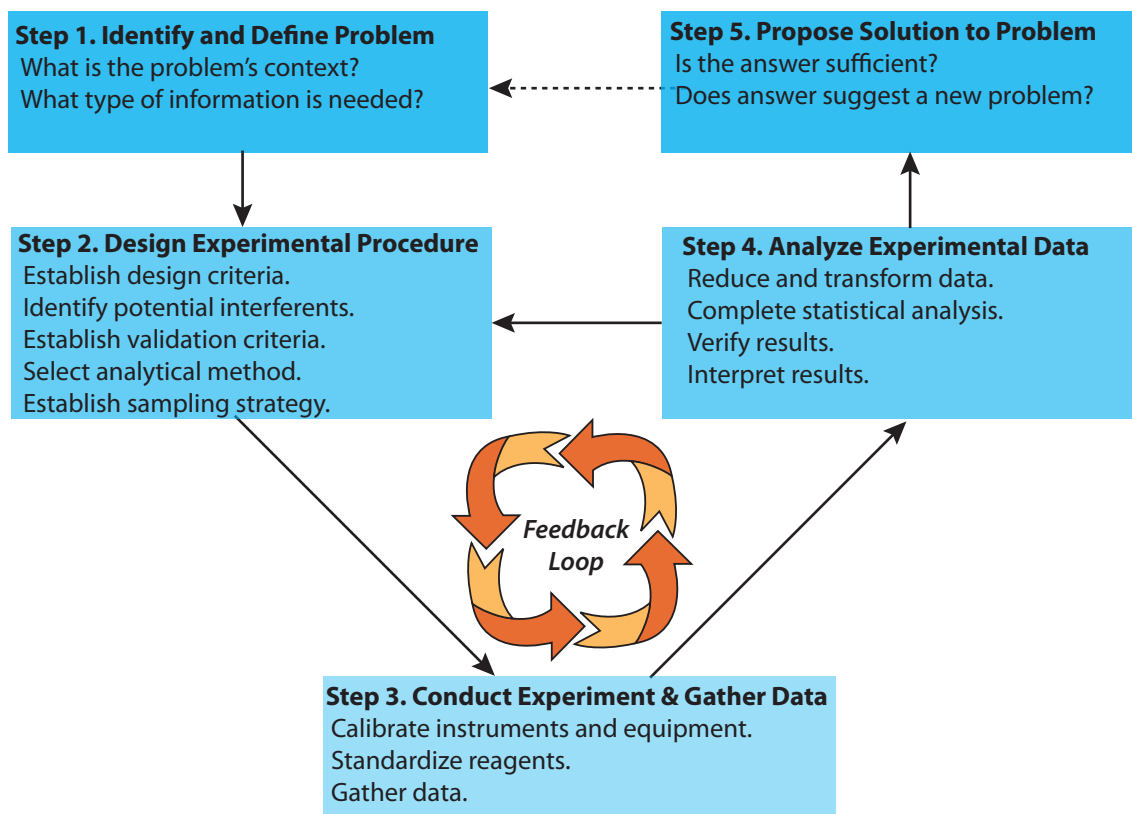 Step 1. Identify and Define Problem
What is the problem’s context?
What type of information is needed?
Step 5. Propose Solution to Problem
Is the answer sufficient?
Does answer suggest a new problem?
Step 2. Design Experimental Procedure
Establish design criteria.
Identify potential interferents.
Establish validation criteria.
Select analytical method.
Establish sampling strategy.
Step 4. Analyze Experimental Data
Reduce and transform data.
Complete statistical analysis.
Verify results.
Interpret results.
Feedback
Loop
Step 3. Conduct Experiment & Gather Data
Calibrate instruments and equipment.
Standardize reagents.
Gather data.